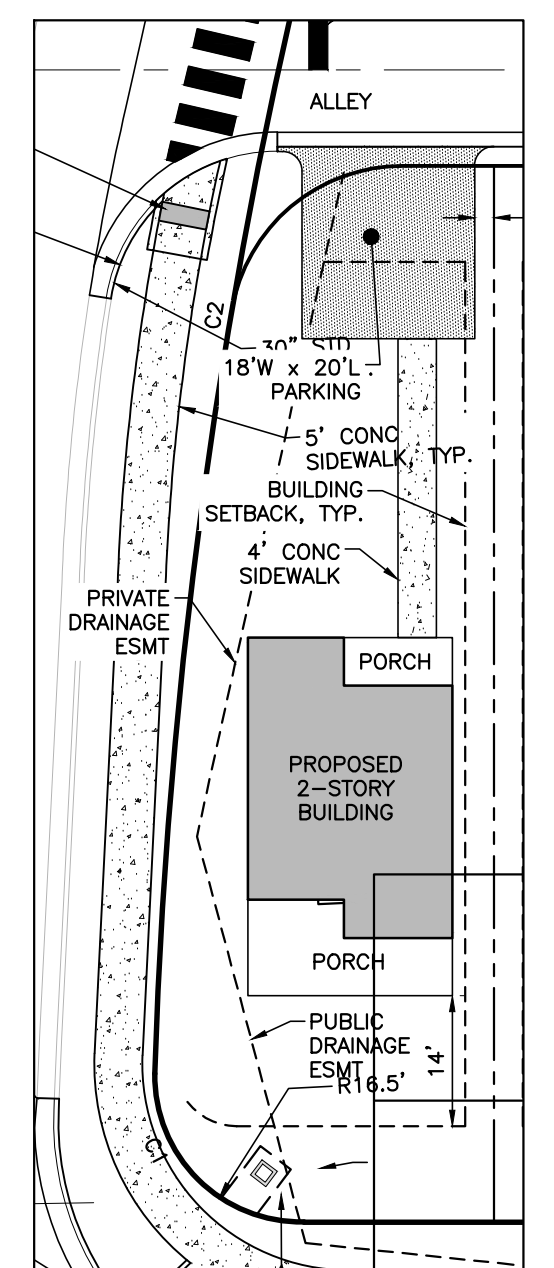 ALLEY
C2
30" STD
18'W x 20'L.
PARKING
5' CONC
SIDEWALK, TYP.
BUILDING
SETBACK, TYP.
4' CONC
SIDEWALK
PRIVATE
DRAINAGE
ESMT
PORCH
PROPOSED
2-STORY
BUILDING
PORCH
PUBLIC
DRAINAGE
ESMT
14'
R16.5'
C1